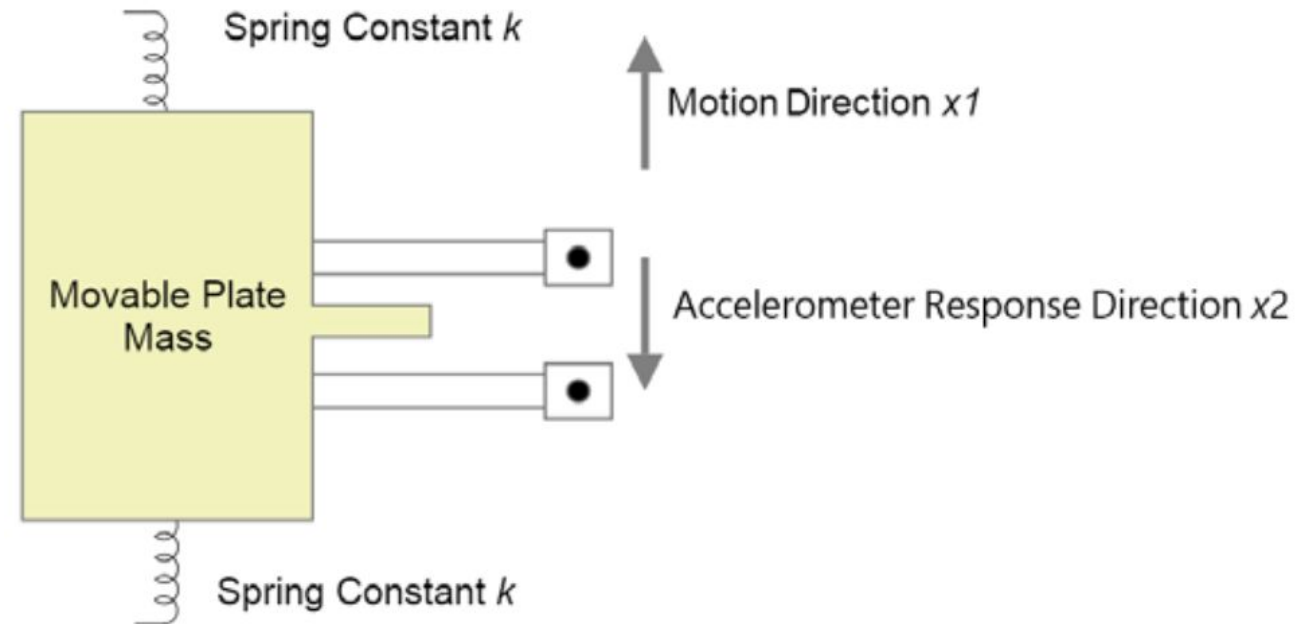 Spring Constant k
Motion Direction x1
Movable Plate
Mass
Accelerometer Response Direction x2
Spring Constant k